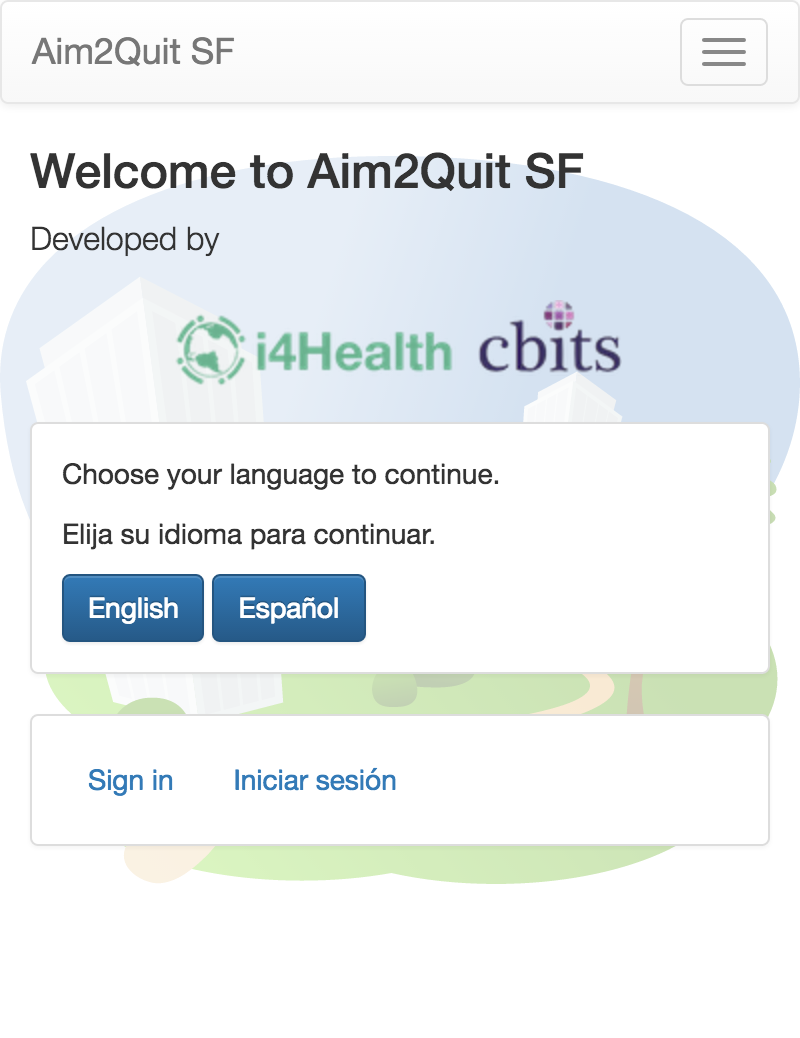 Aim2Quit SF
Welcome to Aim2Quit SF
Developed by
i4Health cbits
Choose your language to continue.
Elija su idioma para continuar.
English Español
Sign in Iniciar sesión